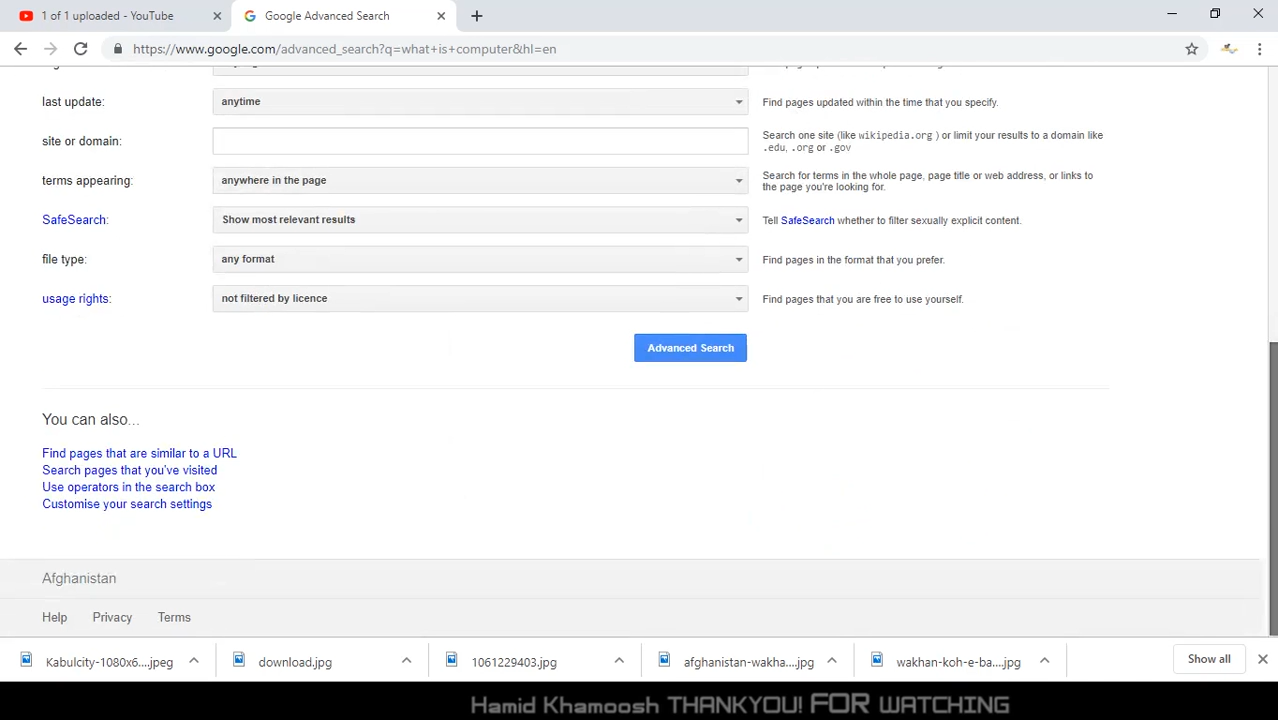 1 of 1 uploaded - YouTube
Google Advanced Search
https://www.google.com/advanced_search?q=what+is+computer&hl=en
last update:
anytime
Find pages updated within the time that you specify.
site or domain:
Search one site (like wikipedia.org ) or limit your results to a domain like
.edu, .org or .gov
terms appearing:
anywhere in the page
Search for terms in the whole page, page title or web address, or links to
the page you're looking for.
SafeSearch:
Show most relevant results
Tell SafeSearch whether to filter sexually explicit content.
file type:
any format
Find pages in the format that you prefer.
usage rights:
not filtered by licence
Find pages that you are free to use yourself.
Advanced Search
You can also...
Find pages that are similar to a URL
Search pages that you've visited
Use operators in the search box
Customise your search settings
Afghanistan
Help
Privacy
Terms
Kabulcity-1080x6....jpeg
download.jpg
1061229403.jpg
afghanistan-wakha....jpg
wakhan-koh-e-ba....jpg
Show all
Hamid Khamoosh THANKYOU! FOR WATCHING